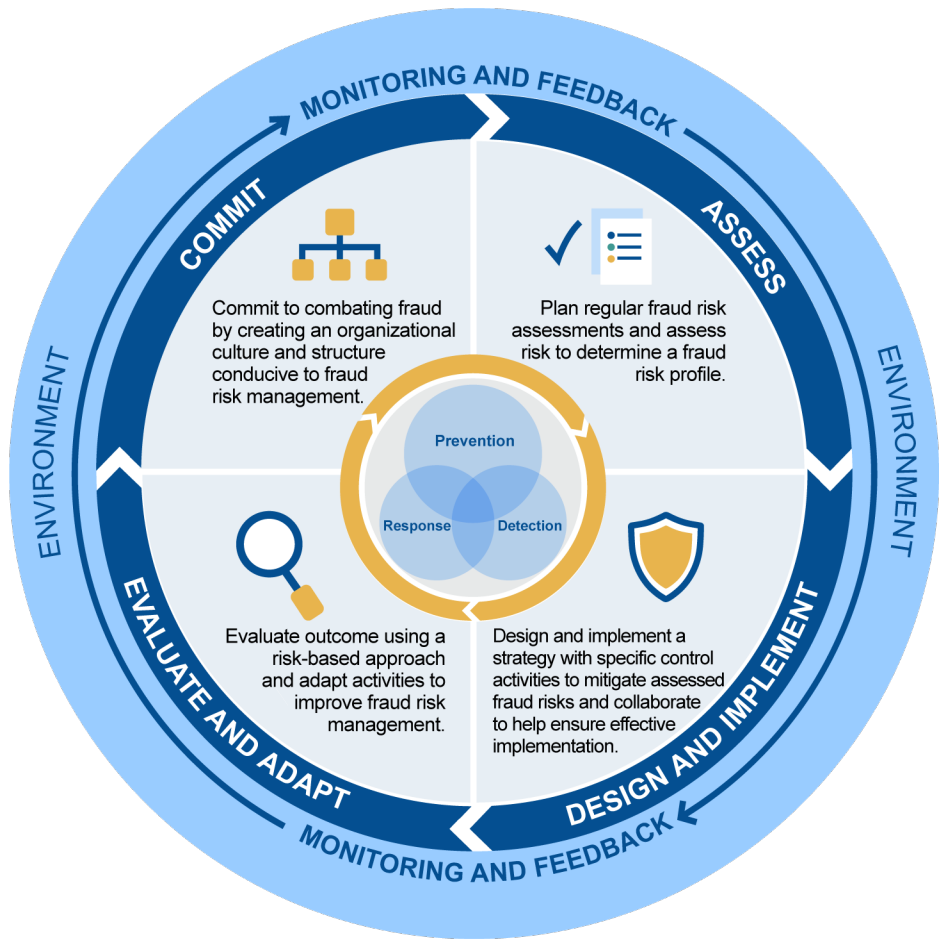 MONITORING AND FEEDBACK
COMMIT
ASSESS
Commit to combating fraud
by creating an organizational
culture and structure
conducive to fraud
risk management.
Plan regular fraud risk
assessments and assess
risk to determine a fraud
risk profile.
ENVIRONMENT
ENVIRONMENT
Prevention
Response
Detection
Evaluate outcome using a
risk-based approach
and adapt activities to
improve fraud risk
management.
Design and implement a
strategy with specific control
activities to mitigate assessed
fraud risks and collaborate
to help ensure effective
implementation.
EVALUATE AND ADAPT
DESIGN AND IMPLEMENT
MONITORING AND FEEDBACK